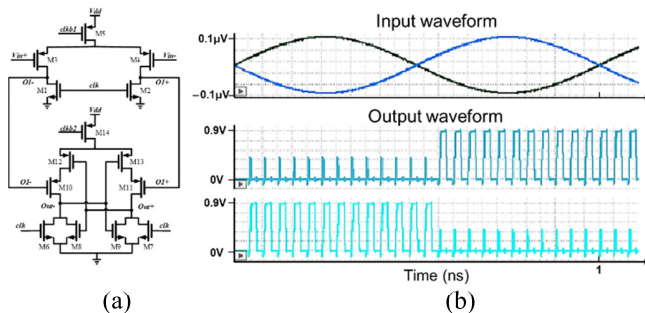 Vdd
clkb1
M5
Vin+
Vin-
M3
M4
O1-
O1+
M1
clk
M2
Vdd
clkb2
M14
M12
M13
O1-
O1+
M10
M11
Out-
Out+
clk
clk
M6
M8
M9
M7
(a)
Input waveform
0.1µV
−0.1µV
Output waveform
0.9V
0V
0.9V
0V
Time (ns)
1
(b)